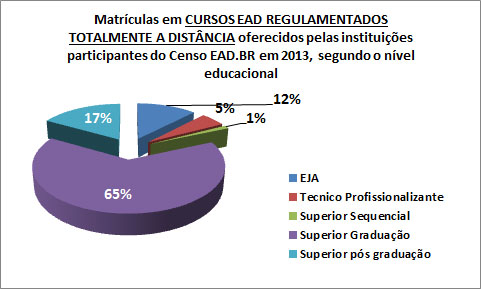 Matrículas em CURSOS EAD REGULAMENTADOS
TOTALMENTE A DISTÂNCIA oferecidos pelas instituições
participantes do Censo EAD.BR em 2013, segundo o nível
educacional
12%
5%
1%
17%
65%
EJA
Tecnico Profissionalizante
Superior Sequencial
Superior Graduação
Superior pós graduação